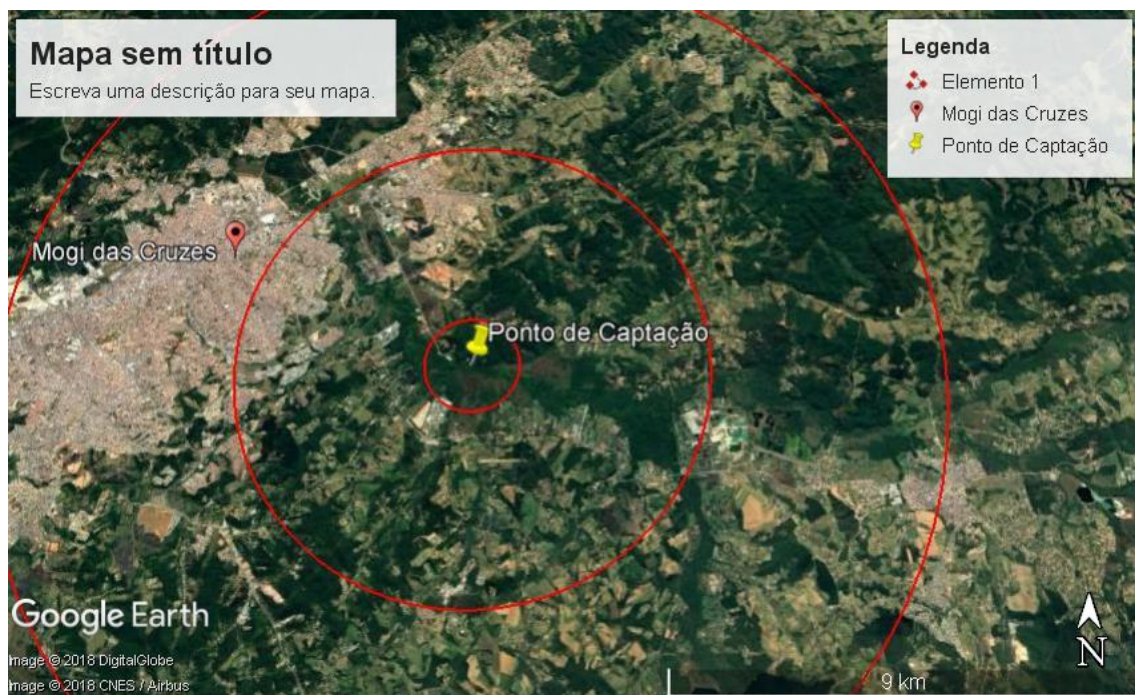 Mapa sem título
Escreva uma descrição para seu mapa.
Legenda
Elemento 1
Mogi das Cruzes
Ponto de Captação
Mogi das Cruzes
Ponto de Captação
Google Earth
Image © 2018 DigitalGlobe
Image © 2018 CNES / Airbus
N
9 km